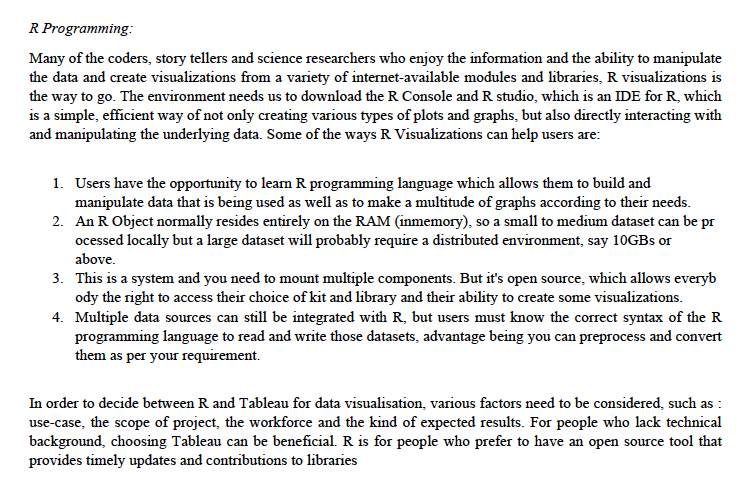 R Programming:
Many of the coders, story tellers and science researchers who enjoy the information and the ability to manipulate
the data and create visualizations from a variety of internet-available modules and libraries, R visualizations is
the way to go. The environment needs us to download the R Console and R studio, which is an IDE for R, which
is a simple, efficient way of not only creating various types of plots and graphs, but also directly interacting with
and manipulating the underlying data. Some of the ways R Visualizations can help users are:
1. Users have the opportunity to learn R programming language which allows them to build and
manipulate data that is being used as well as to make a multitude of graphs according to their needs.
2. An R Object normally resides entirely on the RAM (inmemory), so a small to medium dataset can be pr
ocessed locally but a large dataset will probably require a distributed environment, say 10GBs or
above.
3. This is a system and you need to mount multiple components. But it's open source, which allows everyb
ody the right to access their choice of kit and library and their ability to create some visualizations.
4. Multiple data sources can still be integrated with R, but users must know the correct syntax of the R
programming language to read and write those datasets, advantage being you can preprocess and convert
them as per your requirement.
In order to decide between R and Tableau for data visualisation, various factors need to be considered, such as :
use-case, the scope of project, the workforce and the kind of expected results. For people who lack technical
background, choosing Tableau can be beneficial. R is for people who prefer to have an open source tool that
provides timely updates and contributions to libraries